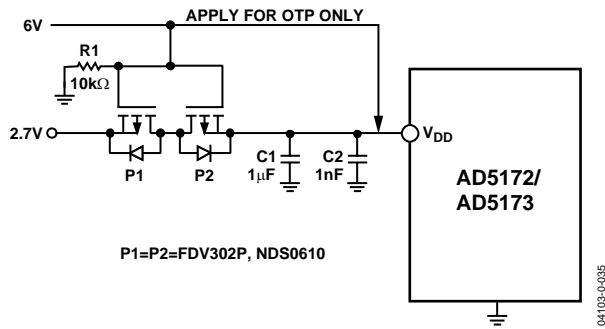 APPLY FOR OTP ONLY
6V
R1
10kΩ
2.7V
P1
P2
C1
1μF
C2
1nF
VDD
AD5172/
AD5173
P1=P2=FDV302P, NDS0610
04103-0-035